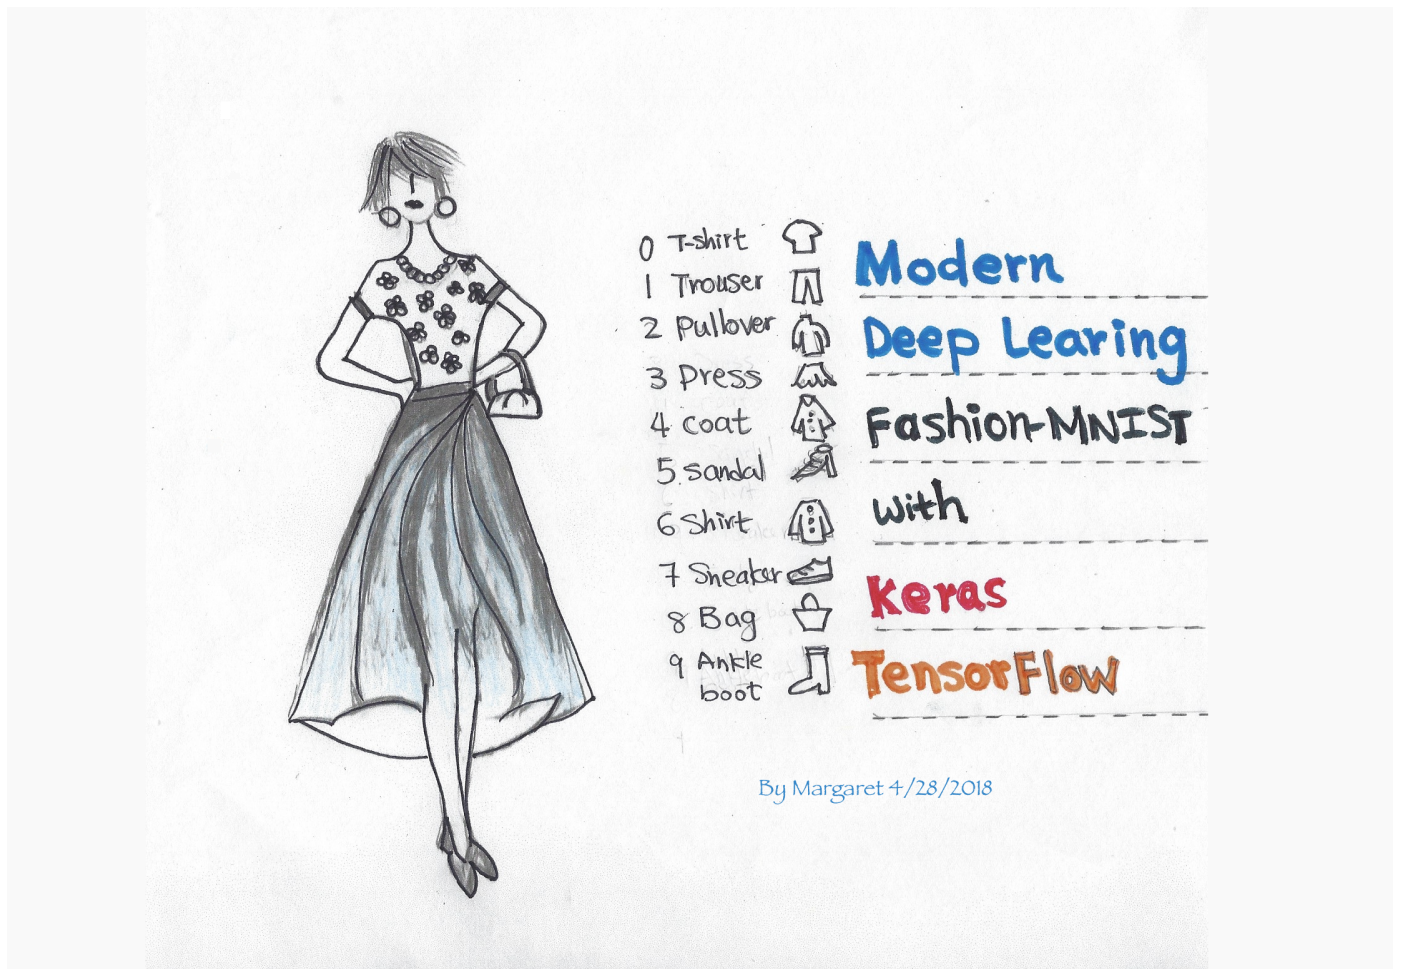 0 T-shirt
1 Trouser
2 Pullover
3 Dress
4 coat
5 sandal
6 Shirt
7 Sneaker
8 Bag
9 Ankle
boot
Modern
Deep Learing
Fashion-MNIST
with
Keras
TensorFlow
By Margaret 4/28/2018